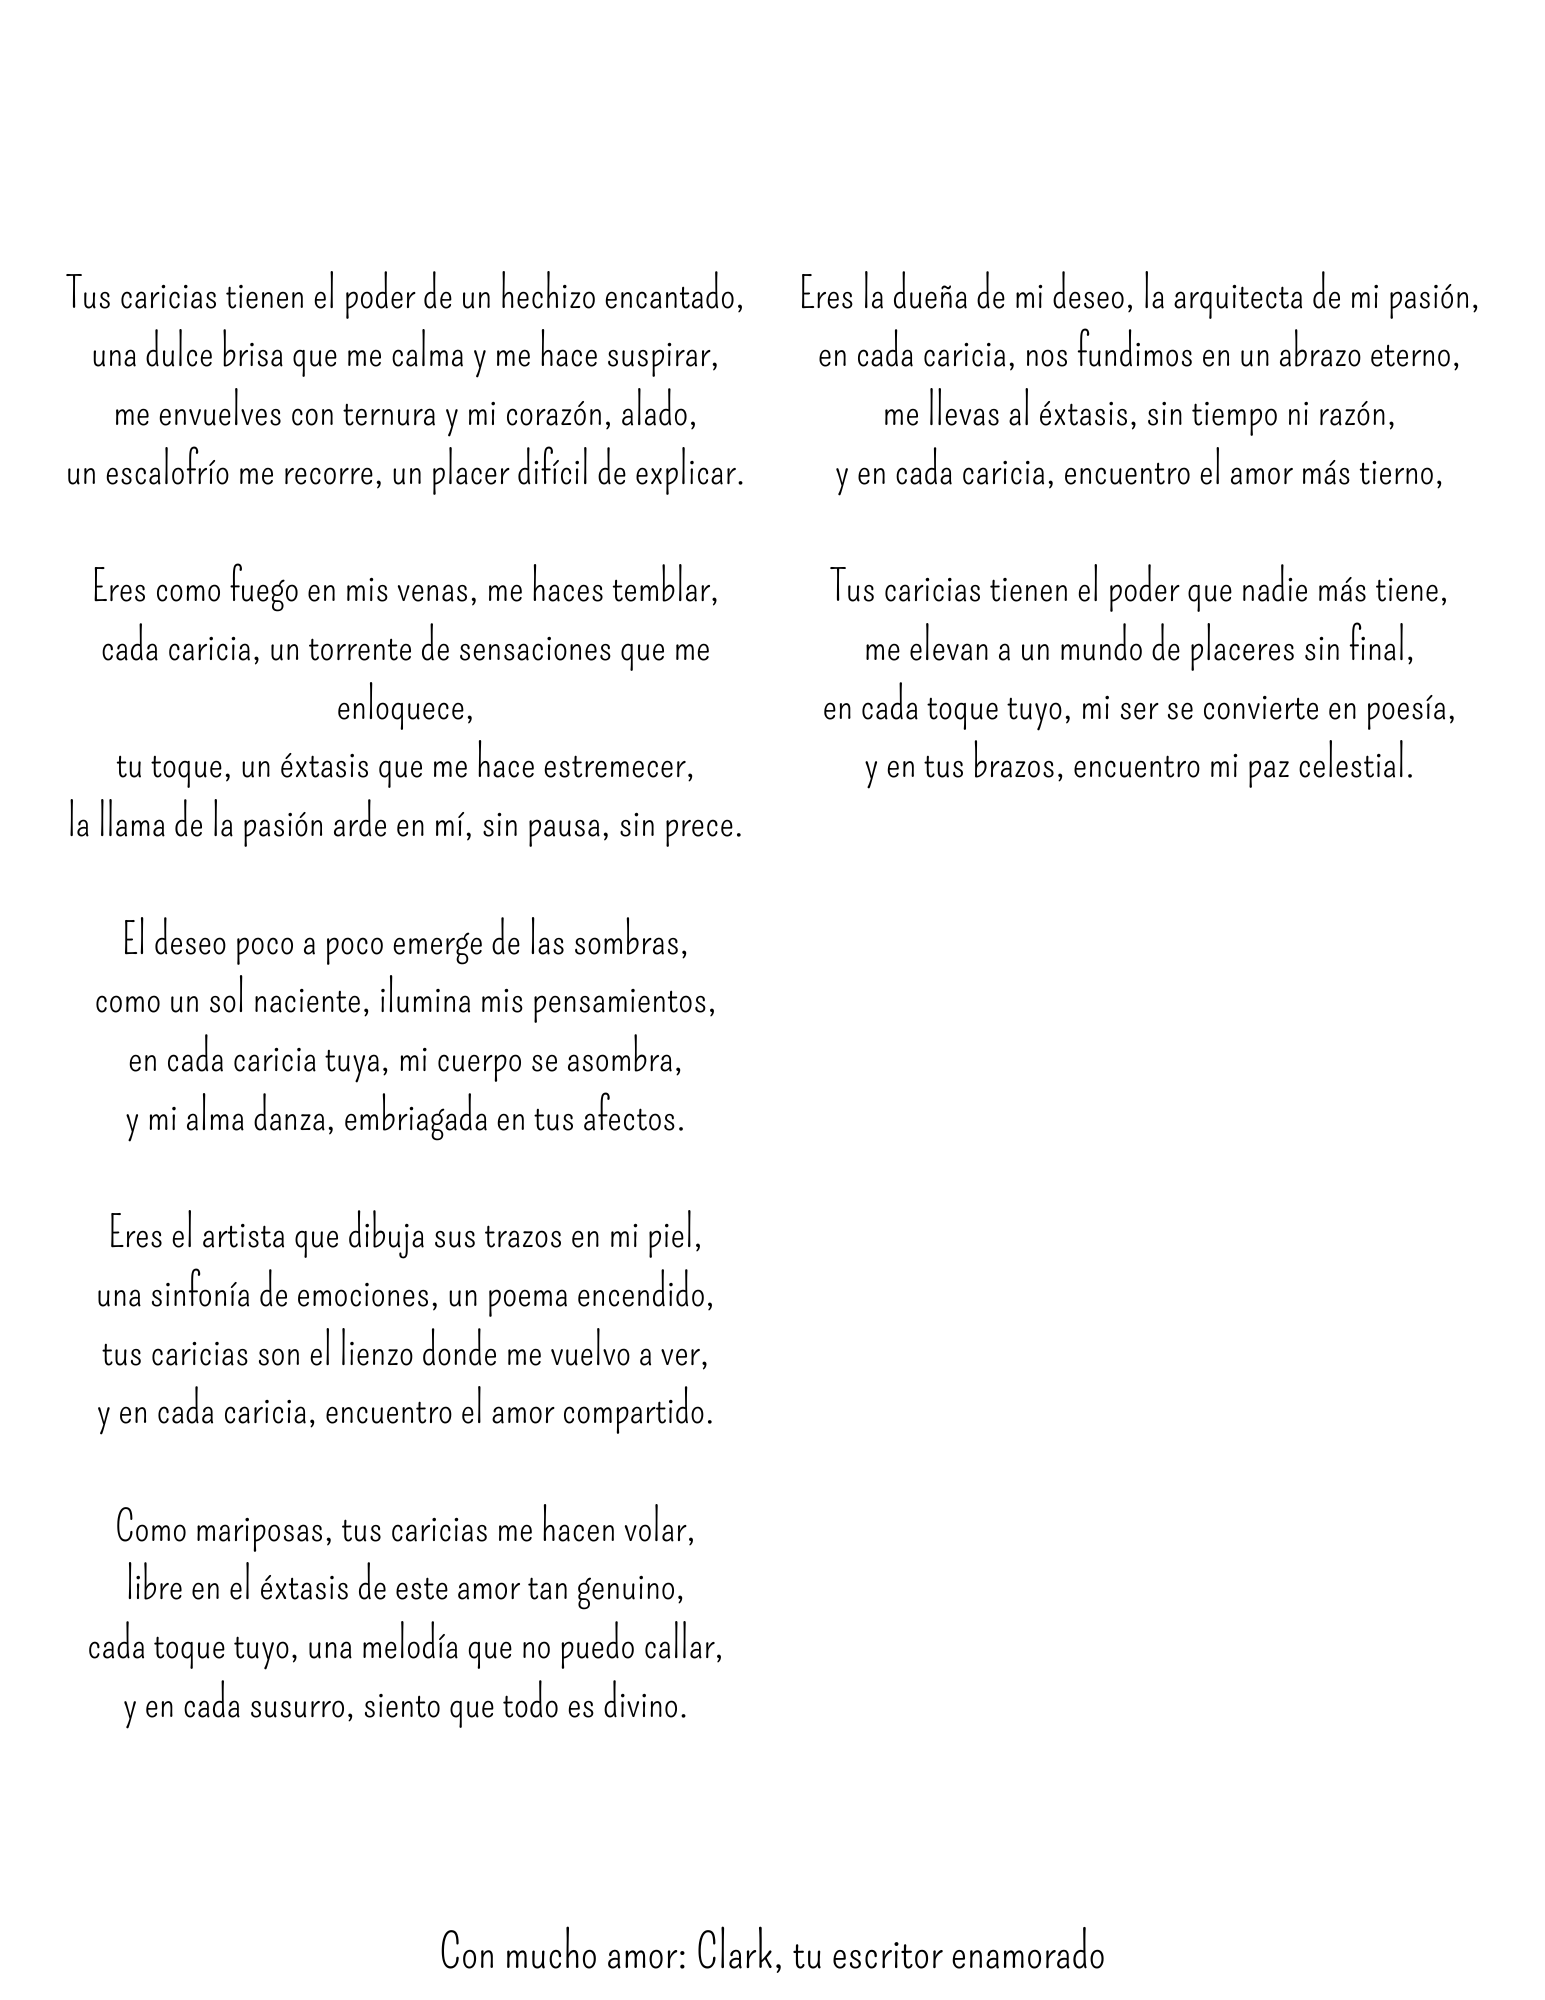 Tus caricias tienen el poder de un hechizo encantado,
una dulce brisa que me calma y me hace suspirar,
me envuelves con ternura y mi corazón, alado,
un escalofrío me recorre, un placer difícil de explicar.
Eres como fuego en mis venas, me haces temblar,
cada caricia, un torrente de sensaciones que me
enloquece,
tu toque, un éxtasis que me hace estremecer,
la llama de la pasión arde en mí, sin pausa, sin prece.
El deseo poco a poco emerge de las sombras,
como un sol naciente, ilumina mis pensamientos,
en cada caricia tuya, mi cuerpo se asombra,
y mi alma danza, embriagada en tus afectos.
Eres el artista que dibuja sus trazos en mi piel,
una sinfonía de emociones, un poema encendido,
tus caricias son el lienzo donde me vuelvo a ver,
y en cada caricia, encuentro el amor compartido.
Como mariposas, tus caricias me hacen volar,
libre en el éxtasis de este amor tan genuino,
cada toque tuyo, una melodía que no puedo callar,
y en cada susurro, siento que todo es divino.
Eres la dueña de mi deseo, la arquitecta de mi pasión,
en cada caricia, nos fundimos en un abrazo eterno,
me llevas al éxtasis, sin tiempo ni razón,
y en cada caricia, encuentro el amor más tierno,
Tus caricias tienen el poder que nadie más tiene,
me elevan a un mundo de placeres sin final,
en cada toque tuyo, mi ser se convierte en poesía,
y en tus brazos, encuentro mi paz celestial.
Con mucho amor: Clark, tu escritor enamorado